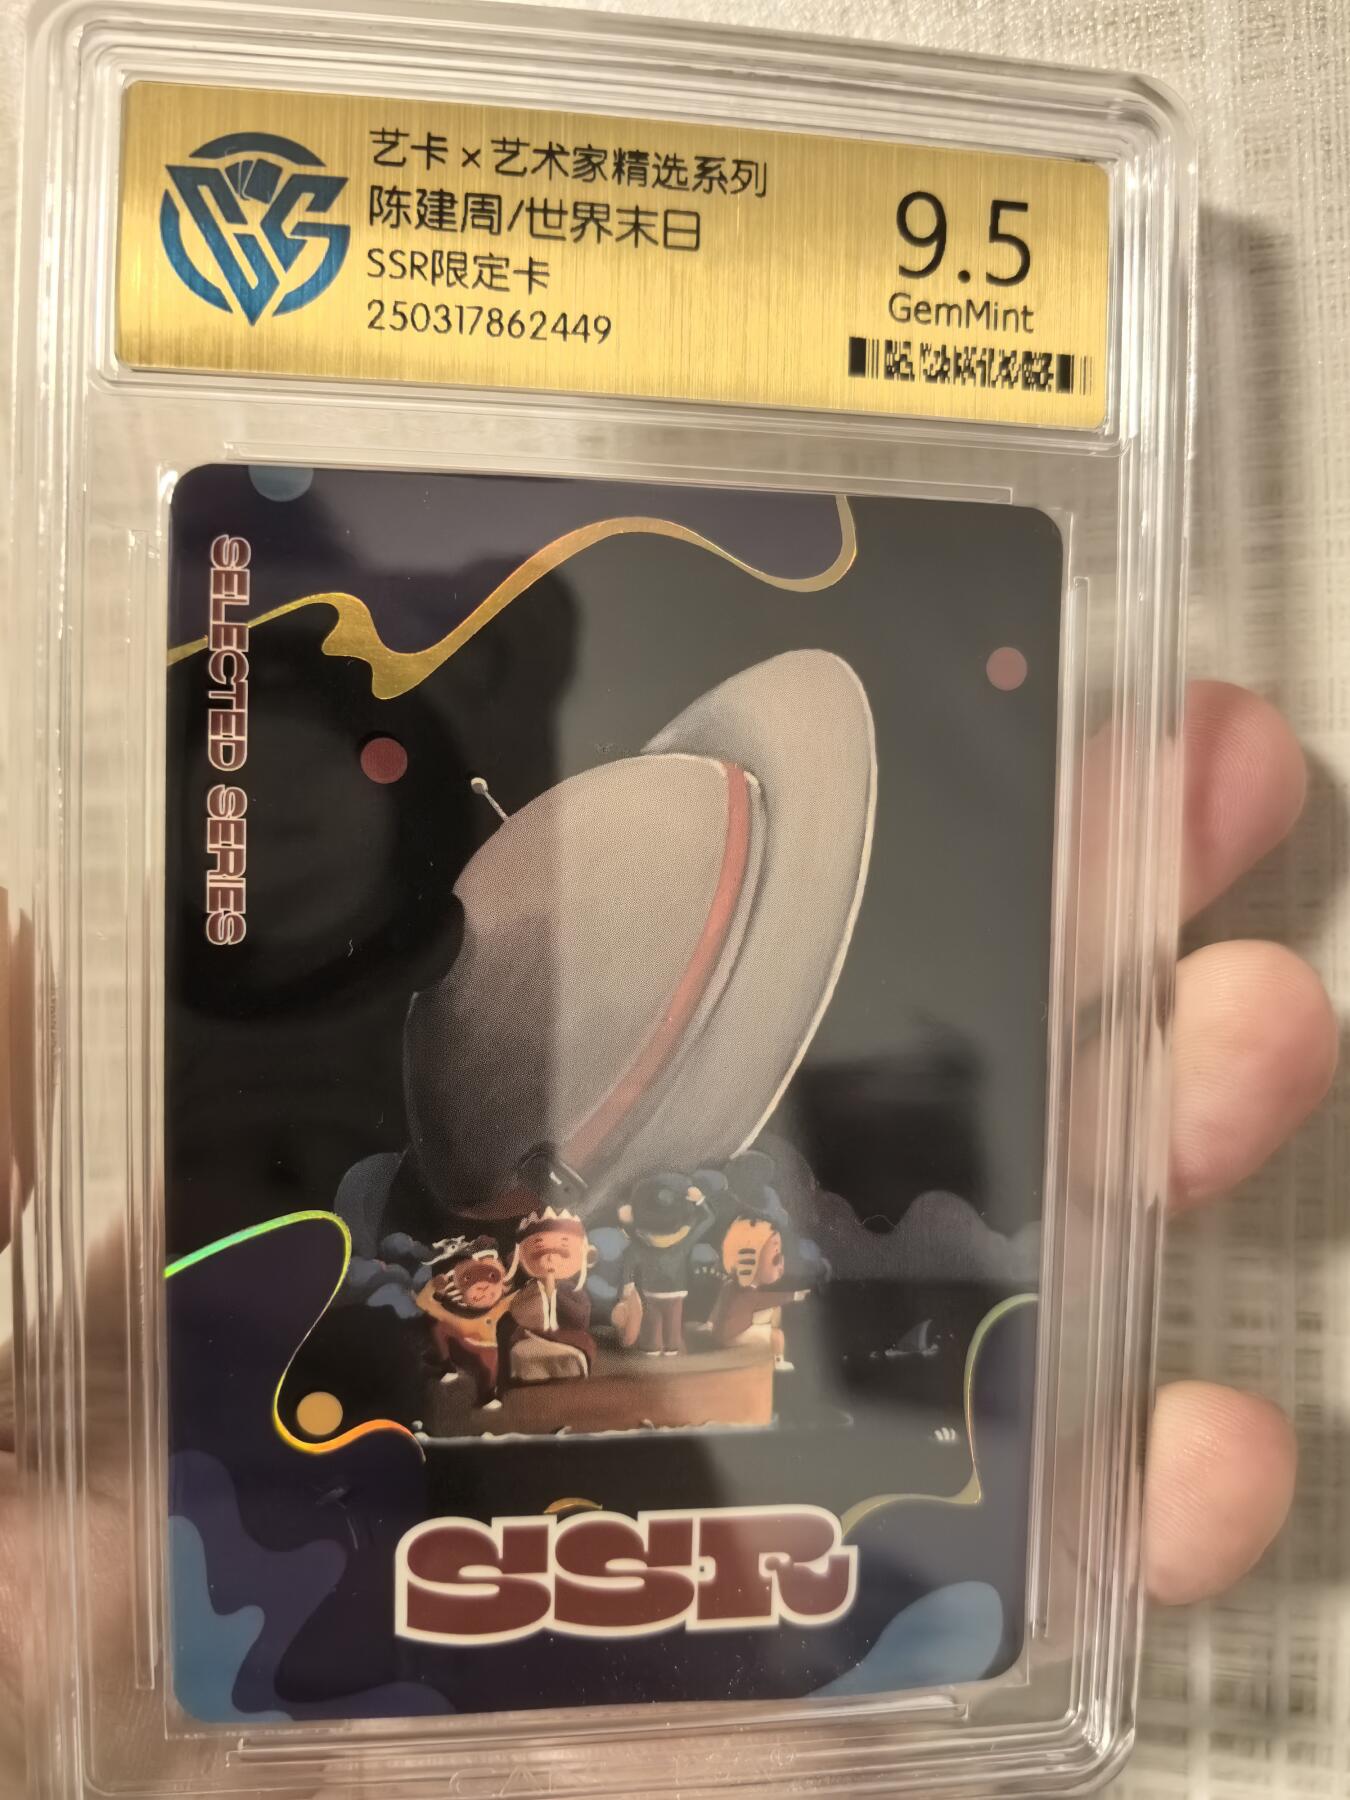 艺卡×艺术家精选系列
陈建周/世界末日
SSR限定卡
250317862449
9.5
GemMint
SELECTED SERIES
SSR